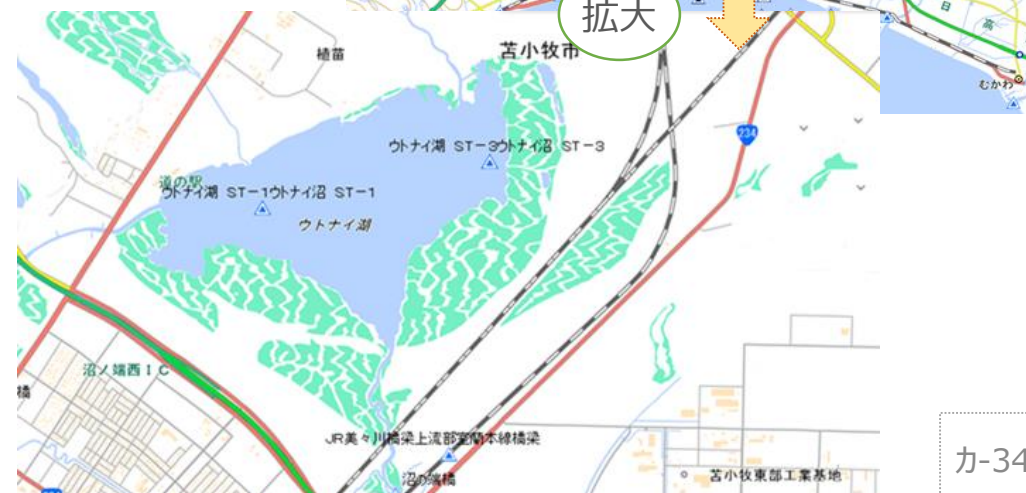 拡大
日
高
むかわ
植苗
苫小牧市
234
ウトナイ湖 ST-3ウトナイ沼 ST-3
道の駅
ウトナイ湖 ST-1ウトナイ沼 ST-1
ウトナイ湖
沼ノ端西IC
橋
JR美々川橋梁上流部室蘭本線橋梁
沼の端橋
苫小牧東部工業基地
カ-34